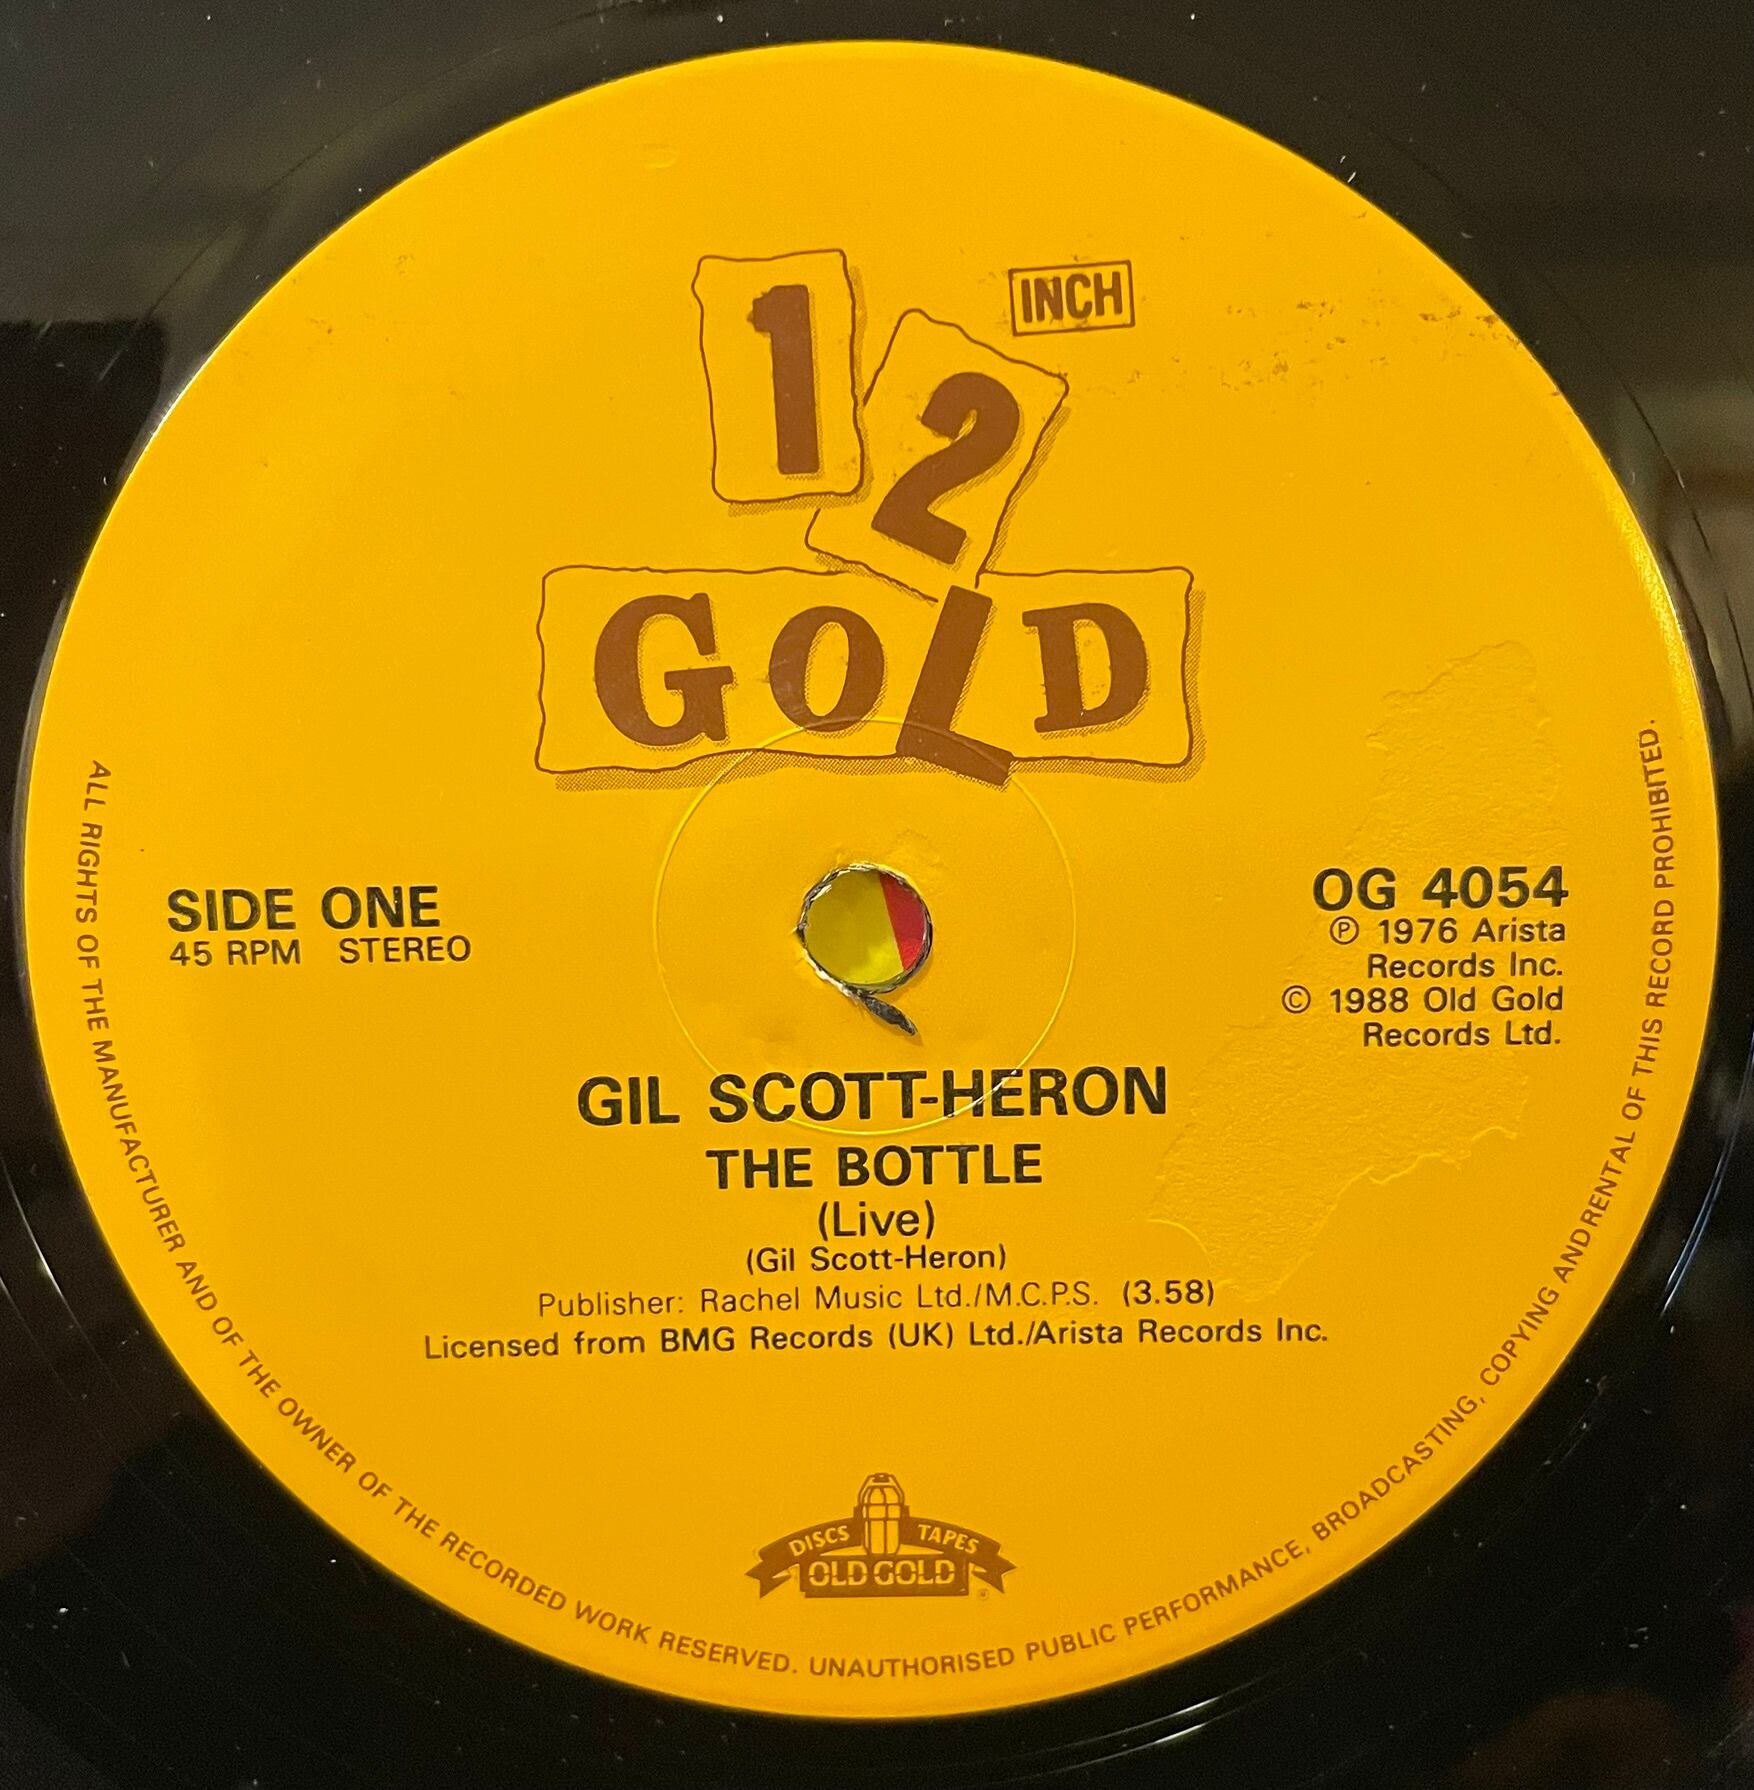 12
INCH
GOLD
SIDE ONE
45 RPM STEREO
OG 4054
℗ 1976 Arista
Records Inc.
© 1988 Old Gold
Records Ltd.
GIL SCOTT-HERON
THE BOTTLE
(Live)
(Gil Scott-Heron)
Publisher: Rachel Music Ltd./M.C.P.S. (3.58)
Licensed from BMG Records (UK) Ltd./Arista Records Inc.
DISCS TAPES
OLD GOLD
®
ALL RIGHTS OF THE MANUFACTURER AND OF THE OWNER OF THE RECORDED WORK RESERVED. UNAUTHORISED PUBLIC PERFORMANCE, BROADCASTING, COPYING AND RENTAL OF THIS RECORD PROHIBITED.